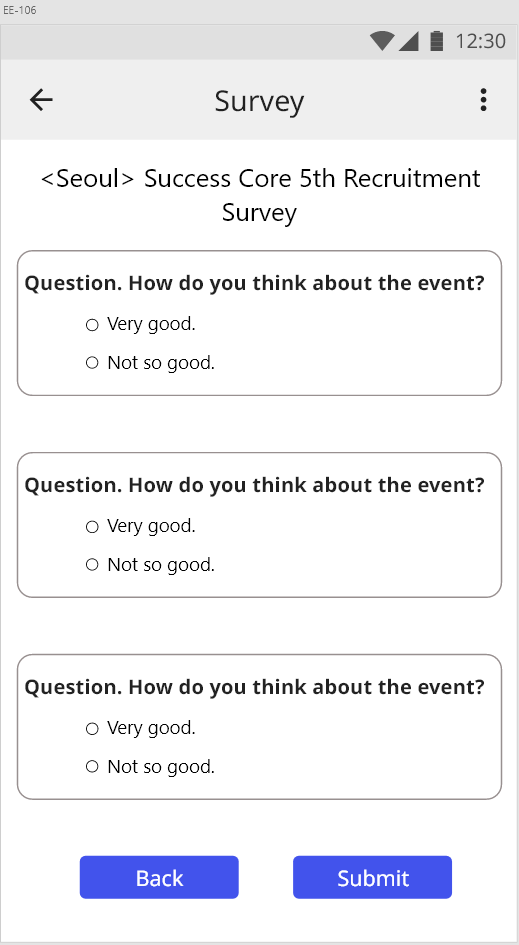 EE-106
12:30
Survey
<Seoul> Success Core 5th Recruitment
Survey
Question. How do you think about the event?
Very good.
Not so good.
Question. How do you think about the event?
Very good.
Not so good.
Question. How do you think about the event?
Very good.
Not so good.
Back Submit